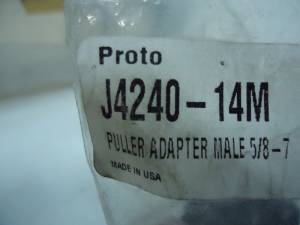 Proto
J4240-14M
PULLER ADAPTER MALE 5/8-7
MADE IN USA